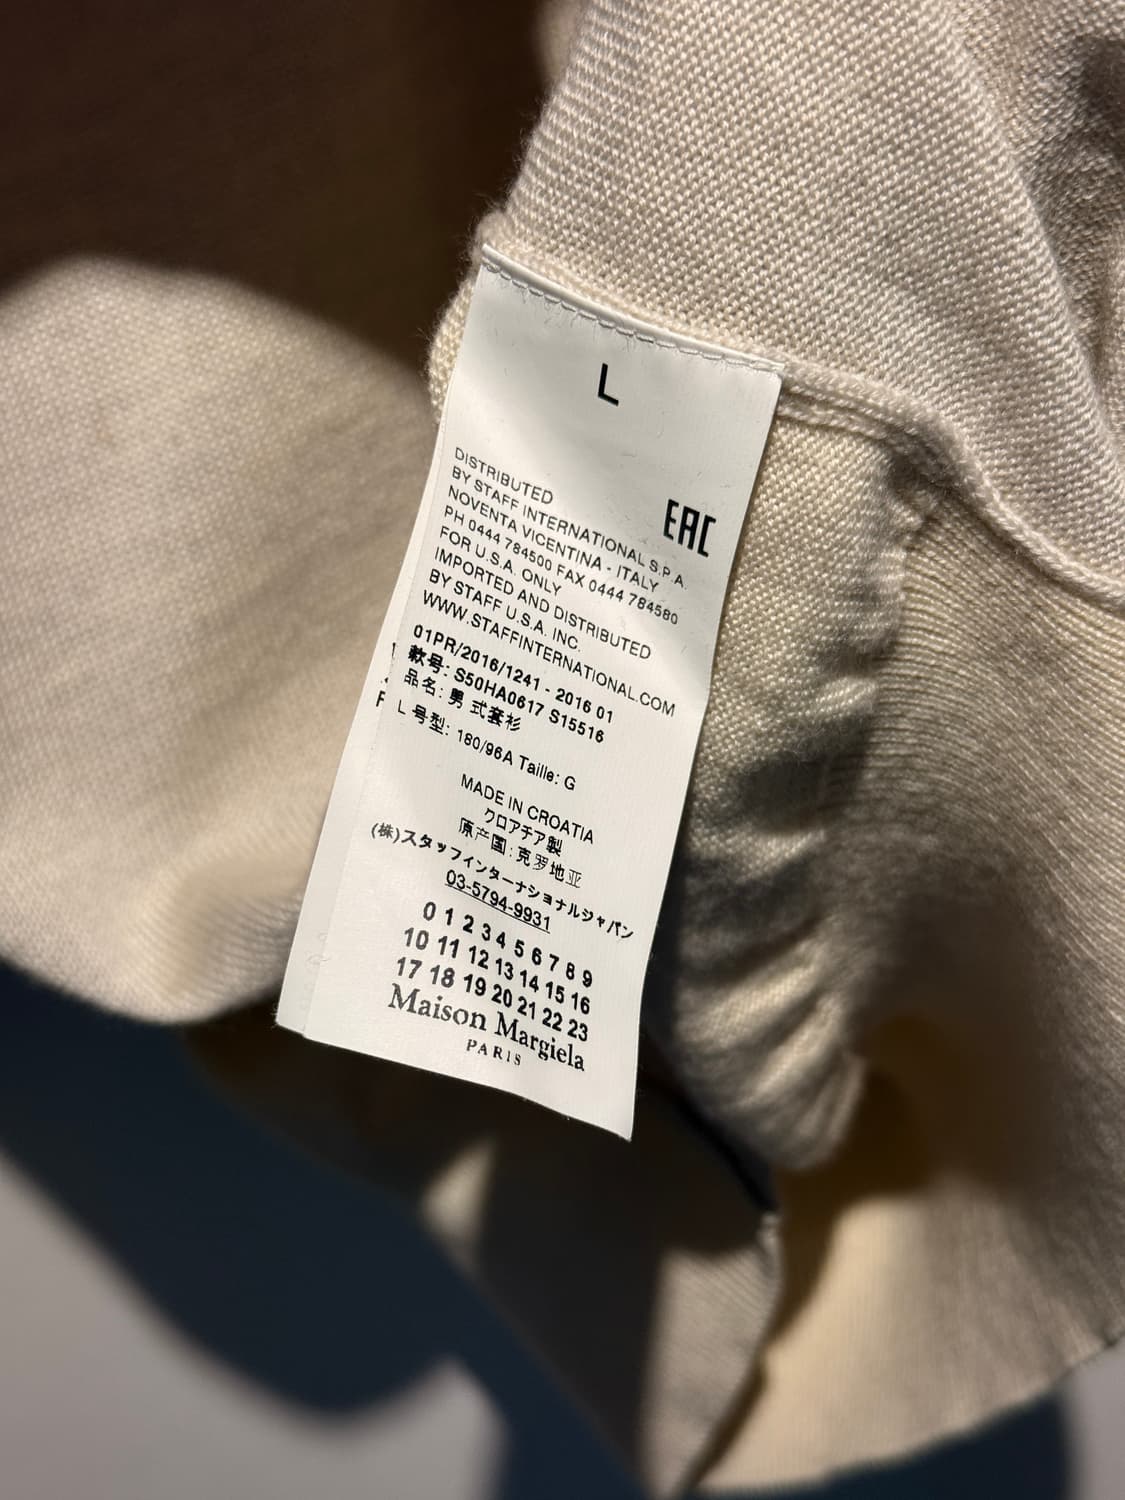 L
EAC
DISTRIBUTED
BY STAFF INTERNATIONAL S.P.A.
NOVENTA VICENTINA - ITALY
PH 0444 784500 FAX 0444 784580
FOR U.S.A. ONLY
IMPORTED AND DISTRIBUTED
BY STAFF U.S.A. INC.
WWW.STAFFINTERNATIONAL.COM
01PR/2016/1241 - 2016 01
款号: S50HA0617 S15516
品名: 男 式套衫
L 号型: 180/96A Taille: G
MADE IN CROATIA
クロアチア製
原产国: 克罗地亚
(株)スタッフインターナショナルジャパン
03-5794-9931
0 1 2 3 4 5 6 7 8 9
10 11 12 13 14 15 16
17 18 19 20 21 22 23
Maison Margiela
PARIS